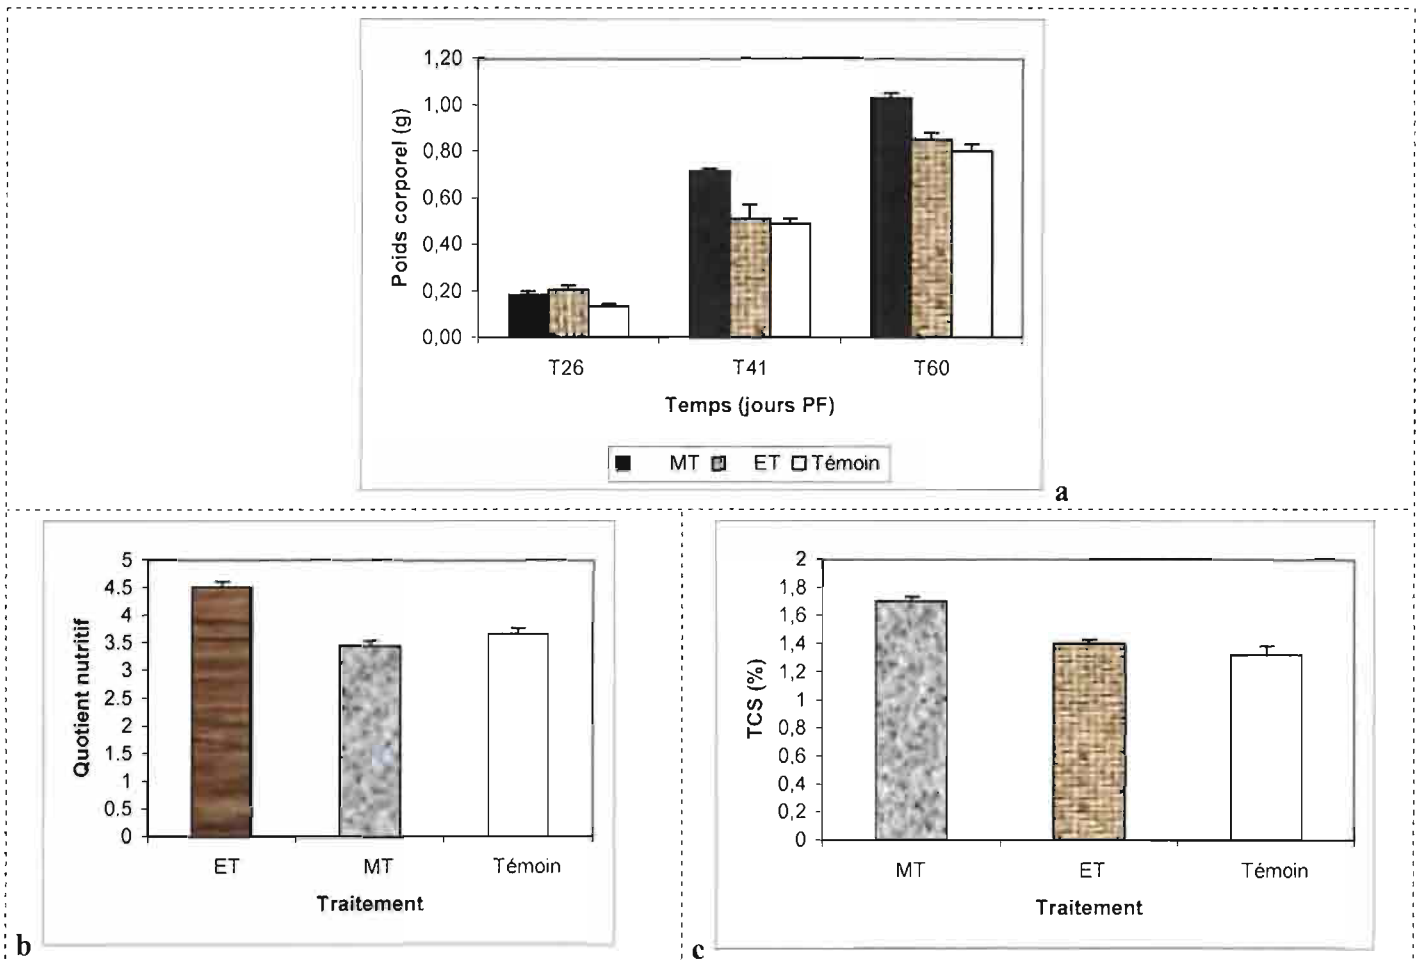 1,20
1,00
0,80
0,60
0,40
0,20
0,00
Poids corporel (g)
T26 T41 T60
Temps (jours PF)
MT ET Témoin
a
5
4.5
4
3.5
3
2.5
2
1.5
1
0.5
0
Quotient nutritif
ET MT Témoin
Traitement
b
2
1,8
1,6
1,4
1,2
1
0,8
0,6
0,4
0,2
0
TCS (%)
MT ET Témoin
Traitement
c